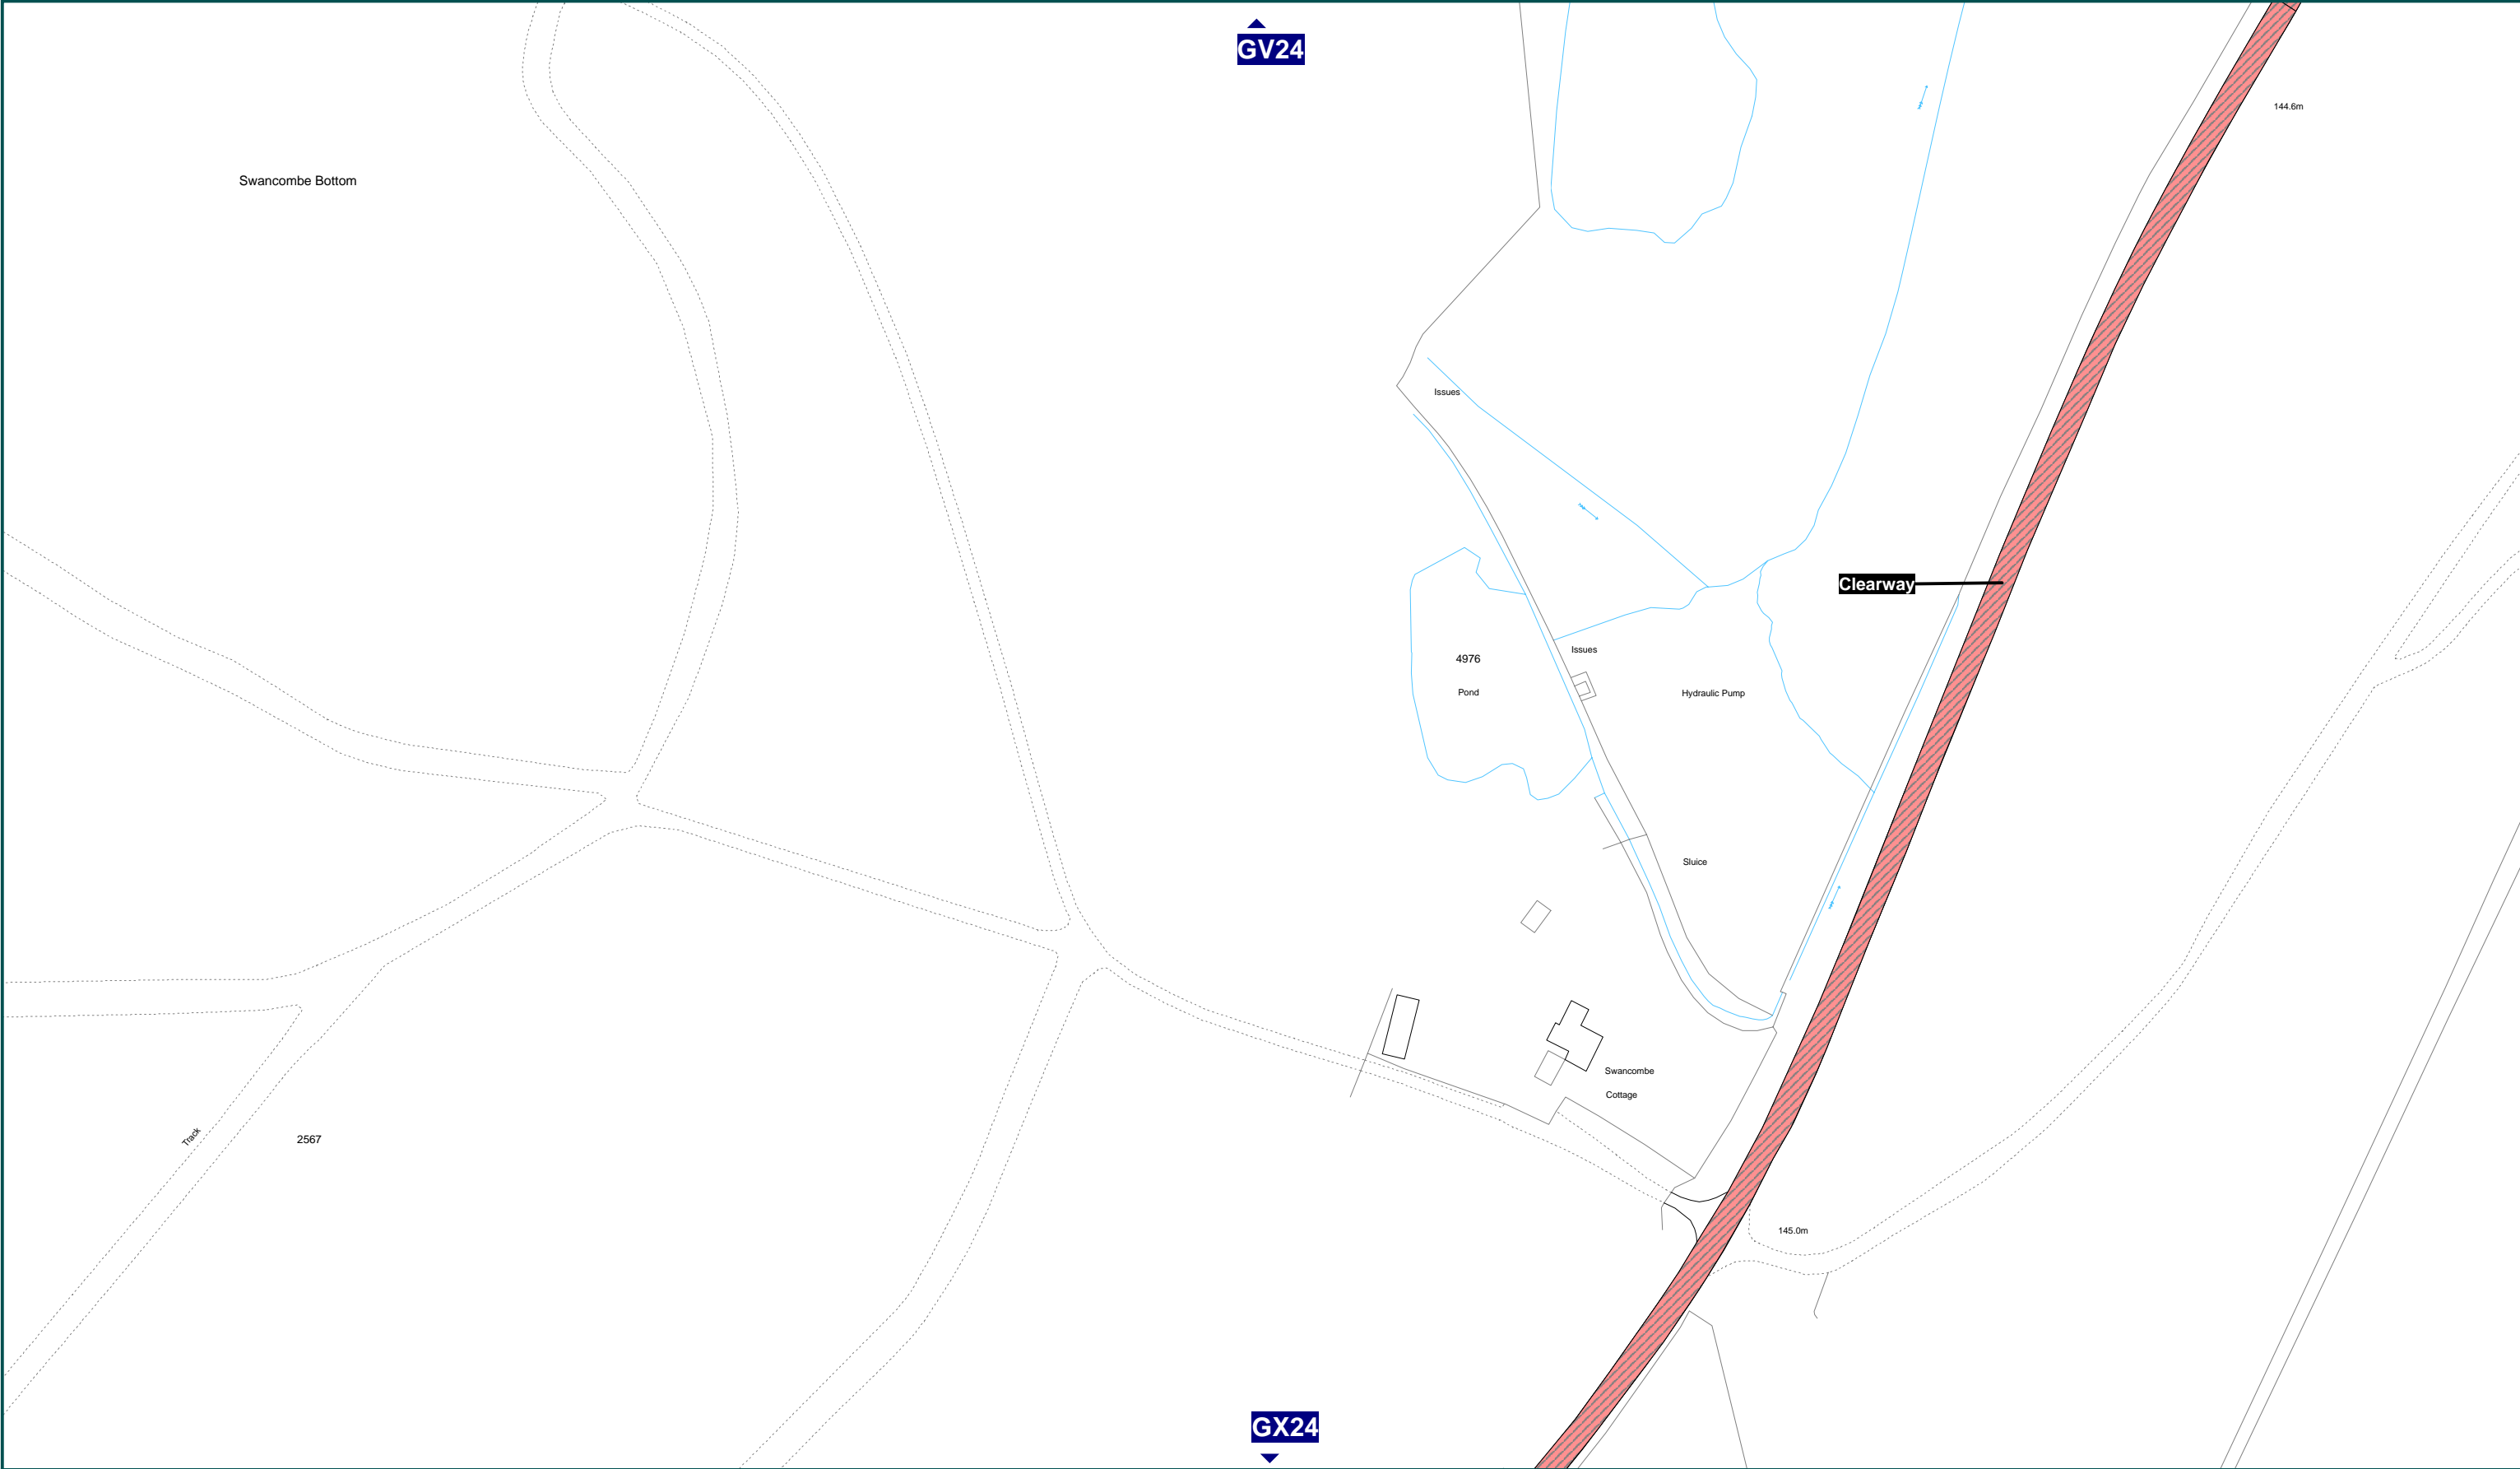 GV24
144.6m
Swancombe Bottom
Issues
Clearway
Issues
4976
Pond
Hydraulic Pump
Sluice
Swancombe
Cottage
Track
2567
145.0m
GX24